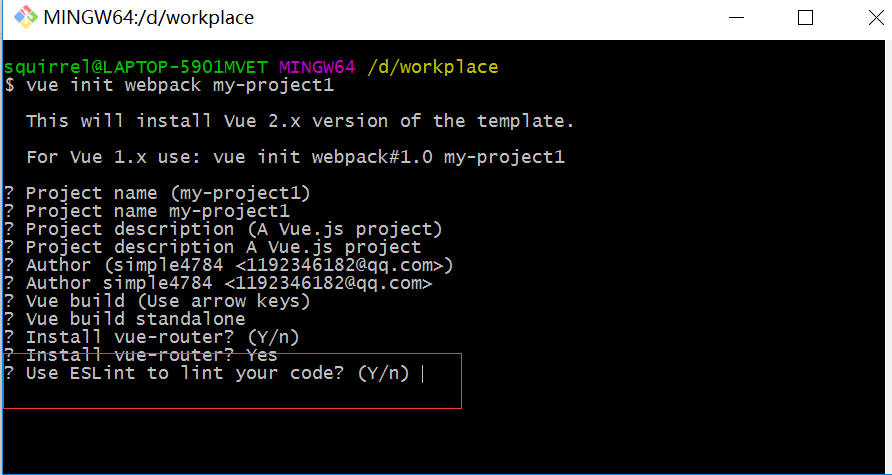 MINGW64:/d/workplace
squirrel@LAPTOP-5901MVET MINGW64 /d/workplace
$ vue init webpack my-project1
This will install Vue 2.x version of the template.
For Vue 1.x use: vue init webpack#1.0 my-project1
? Project name (my-project1)
? Project name my-project1
? Project description (A Vue.js project)
? Project description A Vue.js project
? Author (simple4784 <1192346182@qq.com>)
? Author simple4784 <1192346182@qq.com>
? Vue build (Use arrow keys)
? Vue build standalone
? Install vue-router? (Y/n)
? Install vue-router? Yes
? Use ESLint to lint your code? (Y/n)